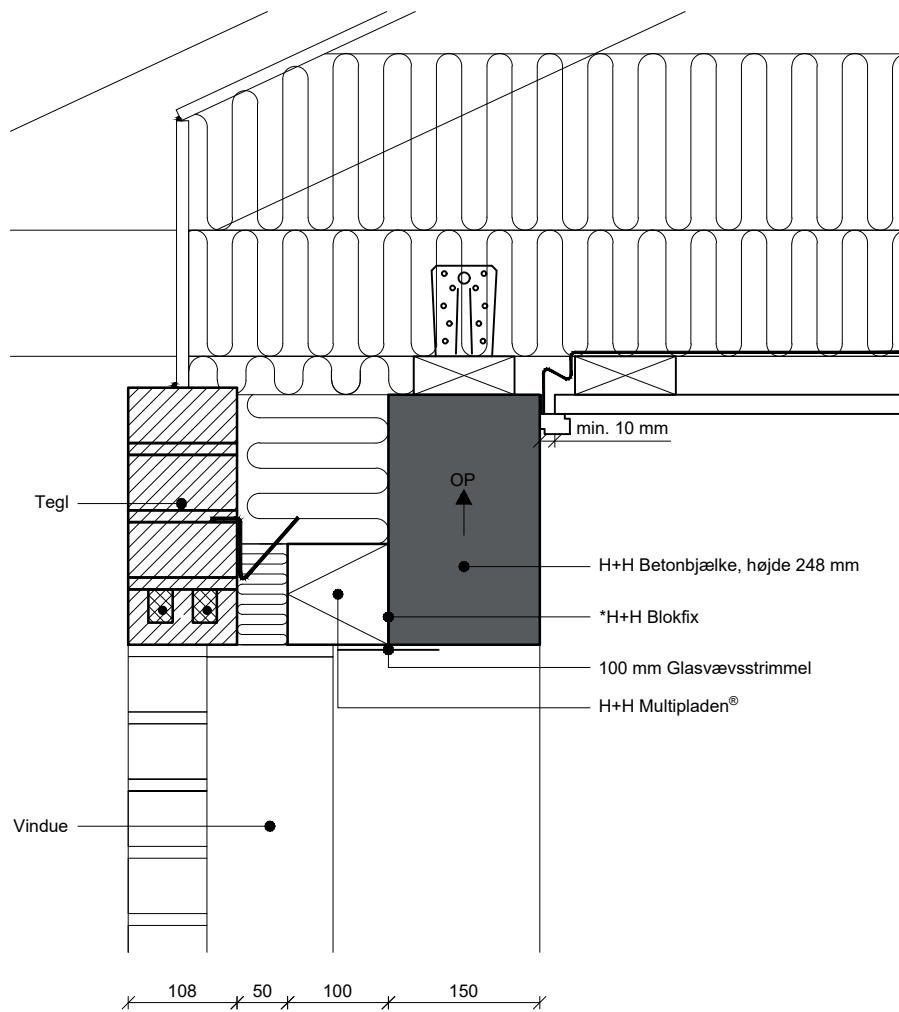 min. 10 mm
OP
Tegl
H+H Betonbjælke, højde 248 mm
*H+H Blokfix
100 mm Glasvævsstrimmel
H+H Multipladen®
Vindue
108 50 100 150